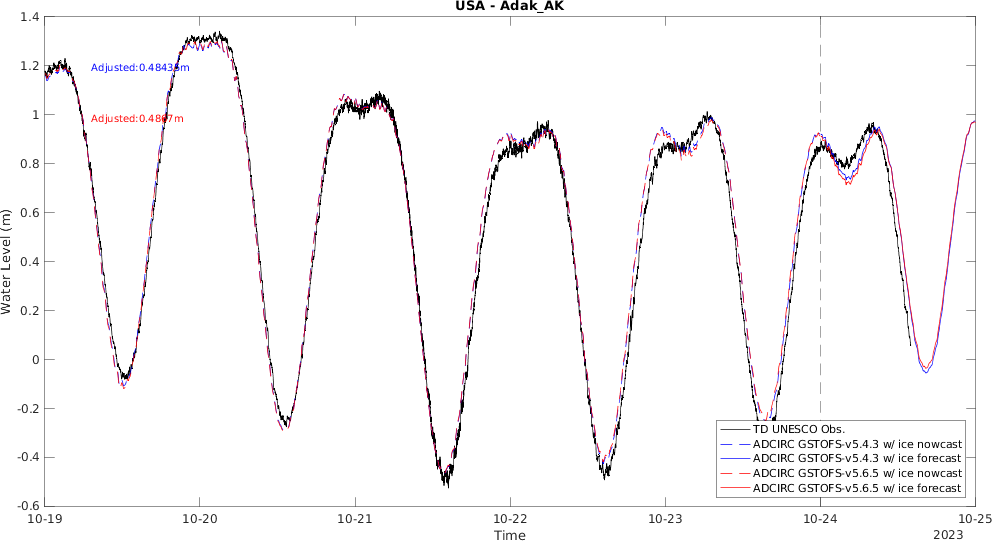 USA - Adak_AK
1.4
1.2
1
0.8
0.6
0.4
0.2
0
-0.2
-0.4
-0.6
Water Level (m)
Adjusted:0.48435m
Adjusted:0.4867m
TD UNESCO Obs.
ADCIRC GSTOFS-v5.4.3 w/ ice nowcast
ADCIRC GSTOFS-v5.4.3 w/ ice forecast
ADCIRC GSTOFS-v5.6.5 w/ ice nowcast
ADCIRC GSTOFS-v5.6.5 w/ ice forecast
10-19 10-20 10-21 10-22 10-23 10-24 10-25
Time
2023